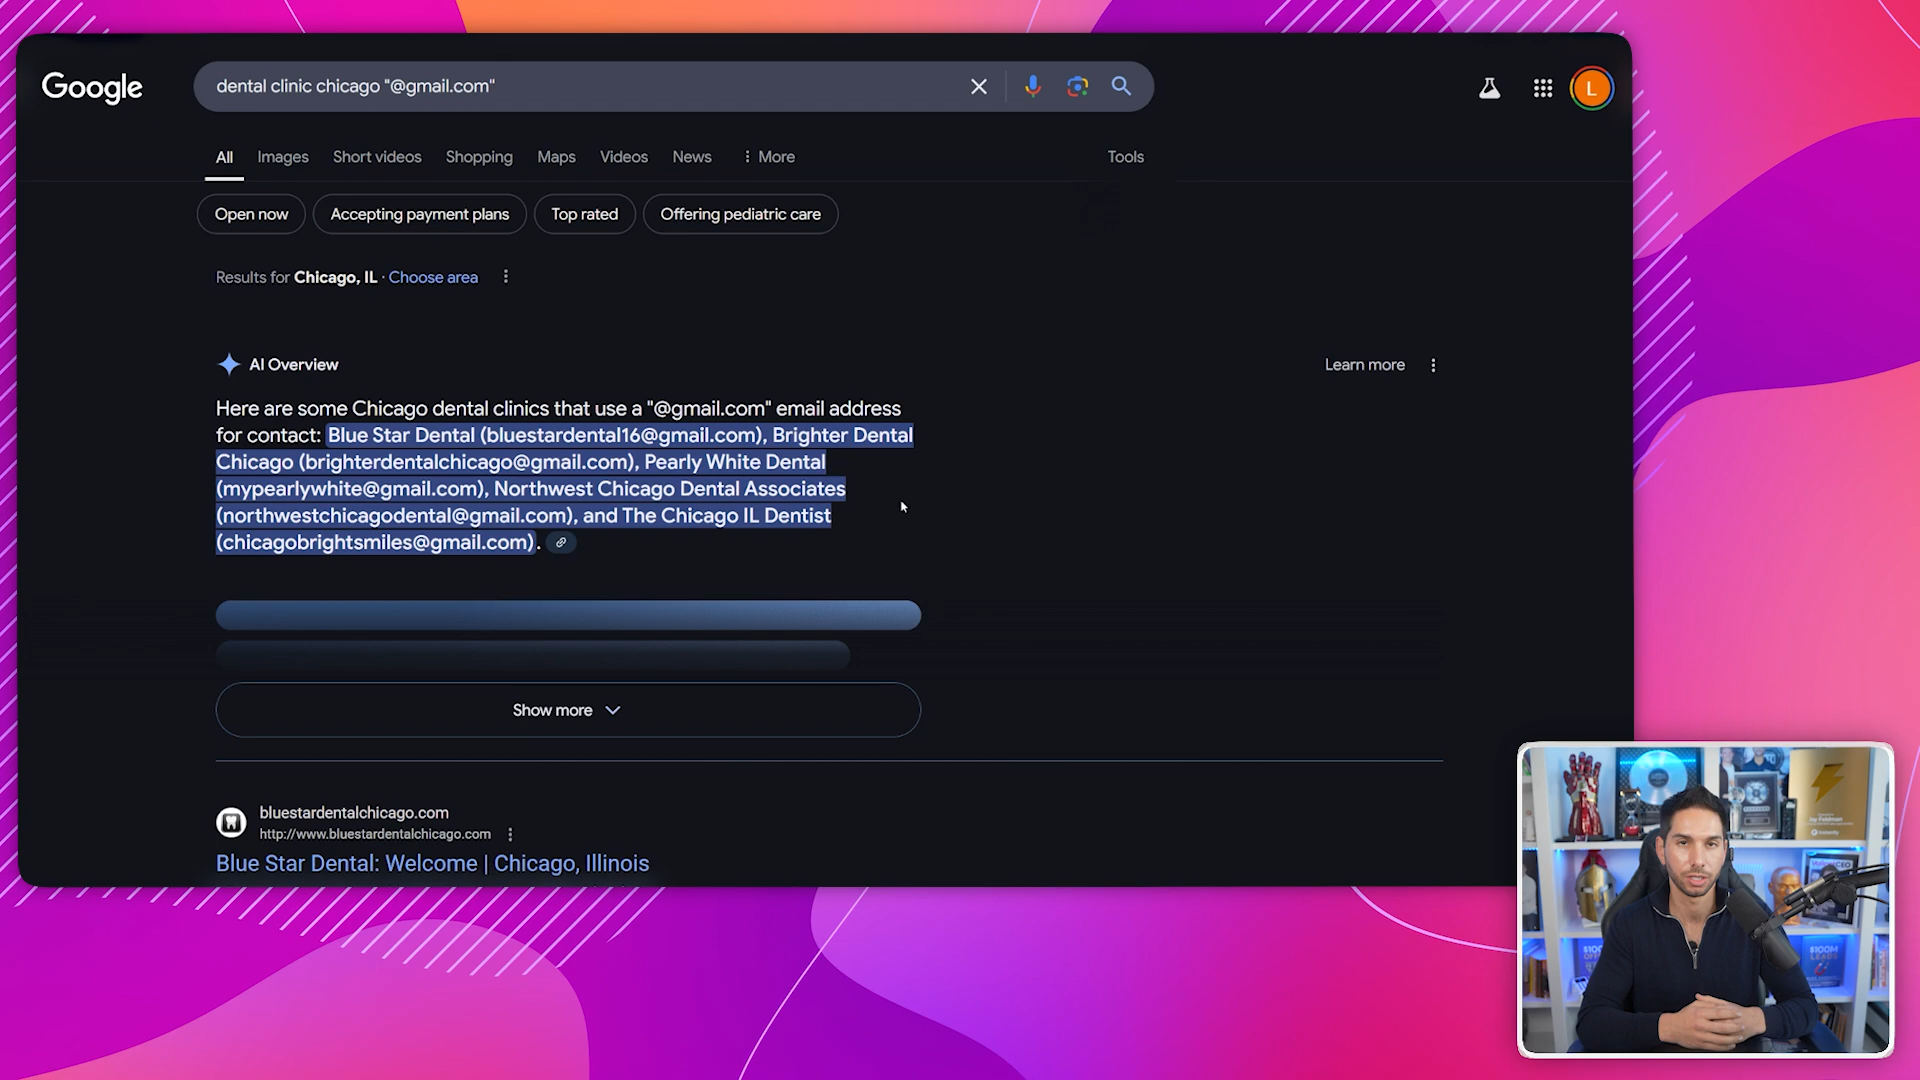 Google
dental clinic chicago "@gmail.com"
L
All Images Short videos Shopping Maps Videos News More Tools
Open now Accepting payment plans Top rated Offering pediatric care
Results for Chicago, IL · Choose area
AI Overview Learn more
Here are some Chicago dental clinics that use a "@gmail.com" email address
for contact: Blue Star Dental (bluestardental16@gmail.com), Brighter Dental
Chicago (brighterdentalchicago@gmail.com), Pearly White Dental
(mypearlywhite@gmail.com), Northwest Chicago Dental Associates
(northwestchicagodental@gmail.com), and The Chicago IL Dentist
(chicagobrightsmiles@gmail.com).
Show more
bluestardentalchicago.com
http://www.bluestardentalchicago.com
Blue Star Dental: Welcome | Chicago, Illinois
Jay Feldman
$100M
LEADS